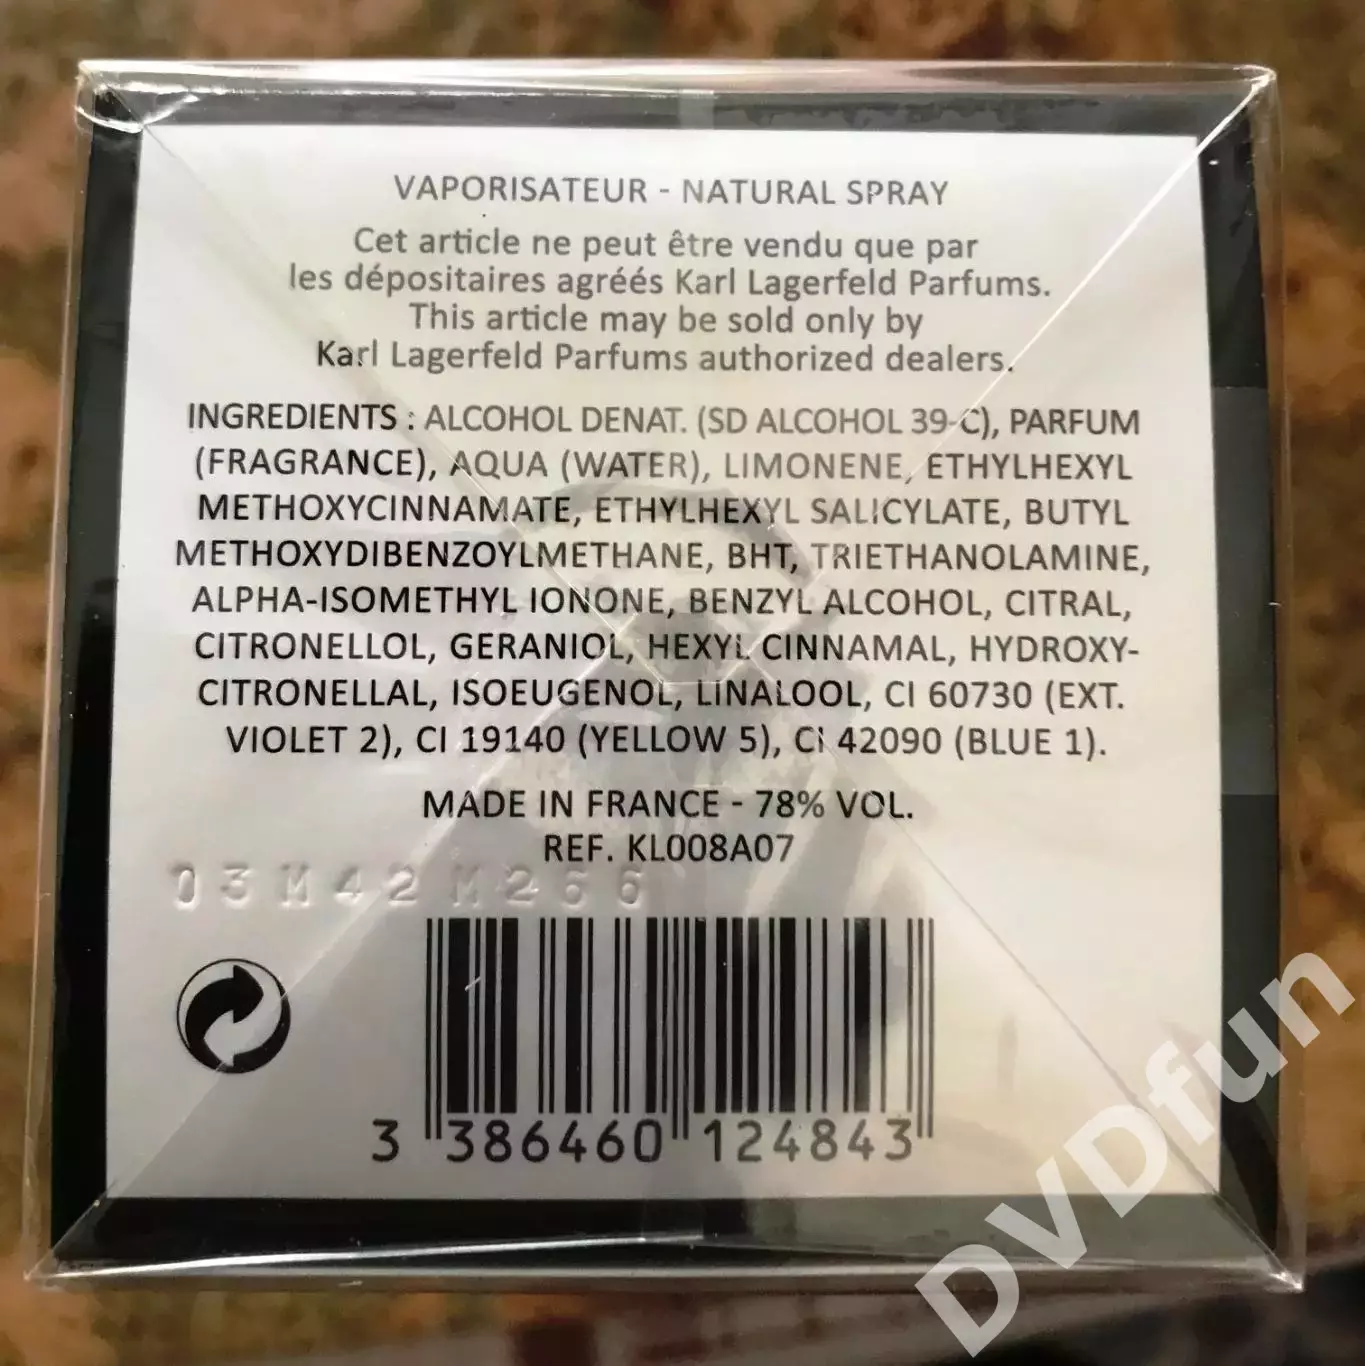 VAPORISATEUR - NATURAL SPRAY
Cet article ne peut être vendu que par
les dépositaires agréés Karl Lagerfeld Parfums.
This article may be sold only by
Karl Lagerfeld Parfums authorized dealers.
INGREDIENTS : ALCOHOL DENAT. (SD ALCOHOL 39-C), PARFUM
(FRAGRANCE), AQUA (WATER), LIMONENE, ETHYLHEXYL
METHOXYCINNAMATE, ETHYLHEXYL SALICYLATE, BUTYL
METHOXYDIBENZOYLMETHANE, BHT, TRIETHANOLAMINE,
ALPHA-ISOMETHYL IONONE, BENZYL ALCOHOL, CITRAL,
CITRONELLOL, GERANIOL, HEXYL CINNAMAL, HYDROXY-
CITRONELLAL, ISOEUGENOL, LINALOOL, CI 60730 (EXT.
VIOLET 2), CI 19140 (YELLOW 5), CI 42090 (BLUE 1).
MADE IN FRANCE - 78% VOL.
REF. KL008A07
03M42M266
3 386460 124843
DVDfun